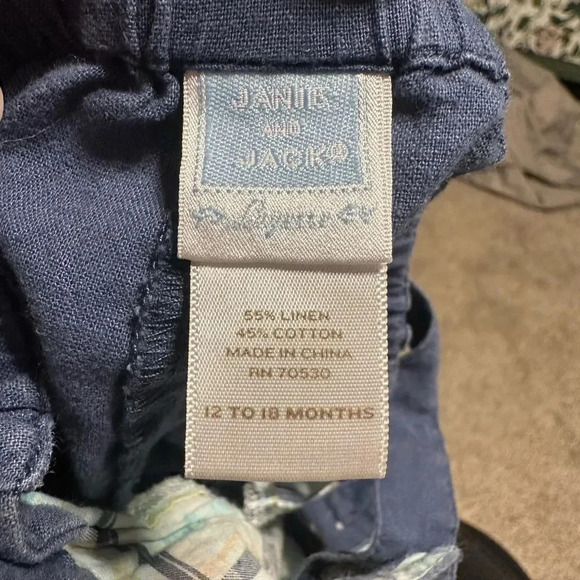 JANIE
AND
JACK®
Layette
55% LINEN
45% COTTON
MADE IN CHINA
RN 70530
12 TO 18 MONTHS